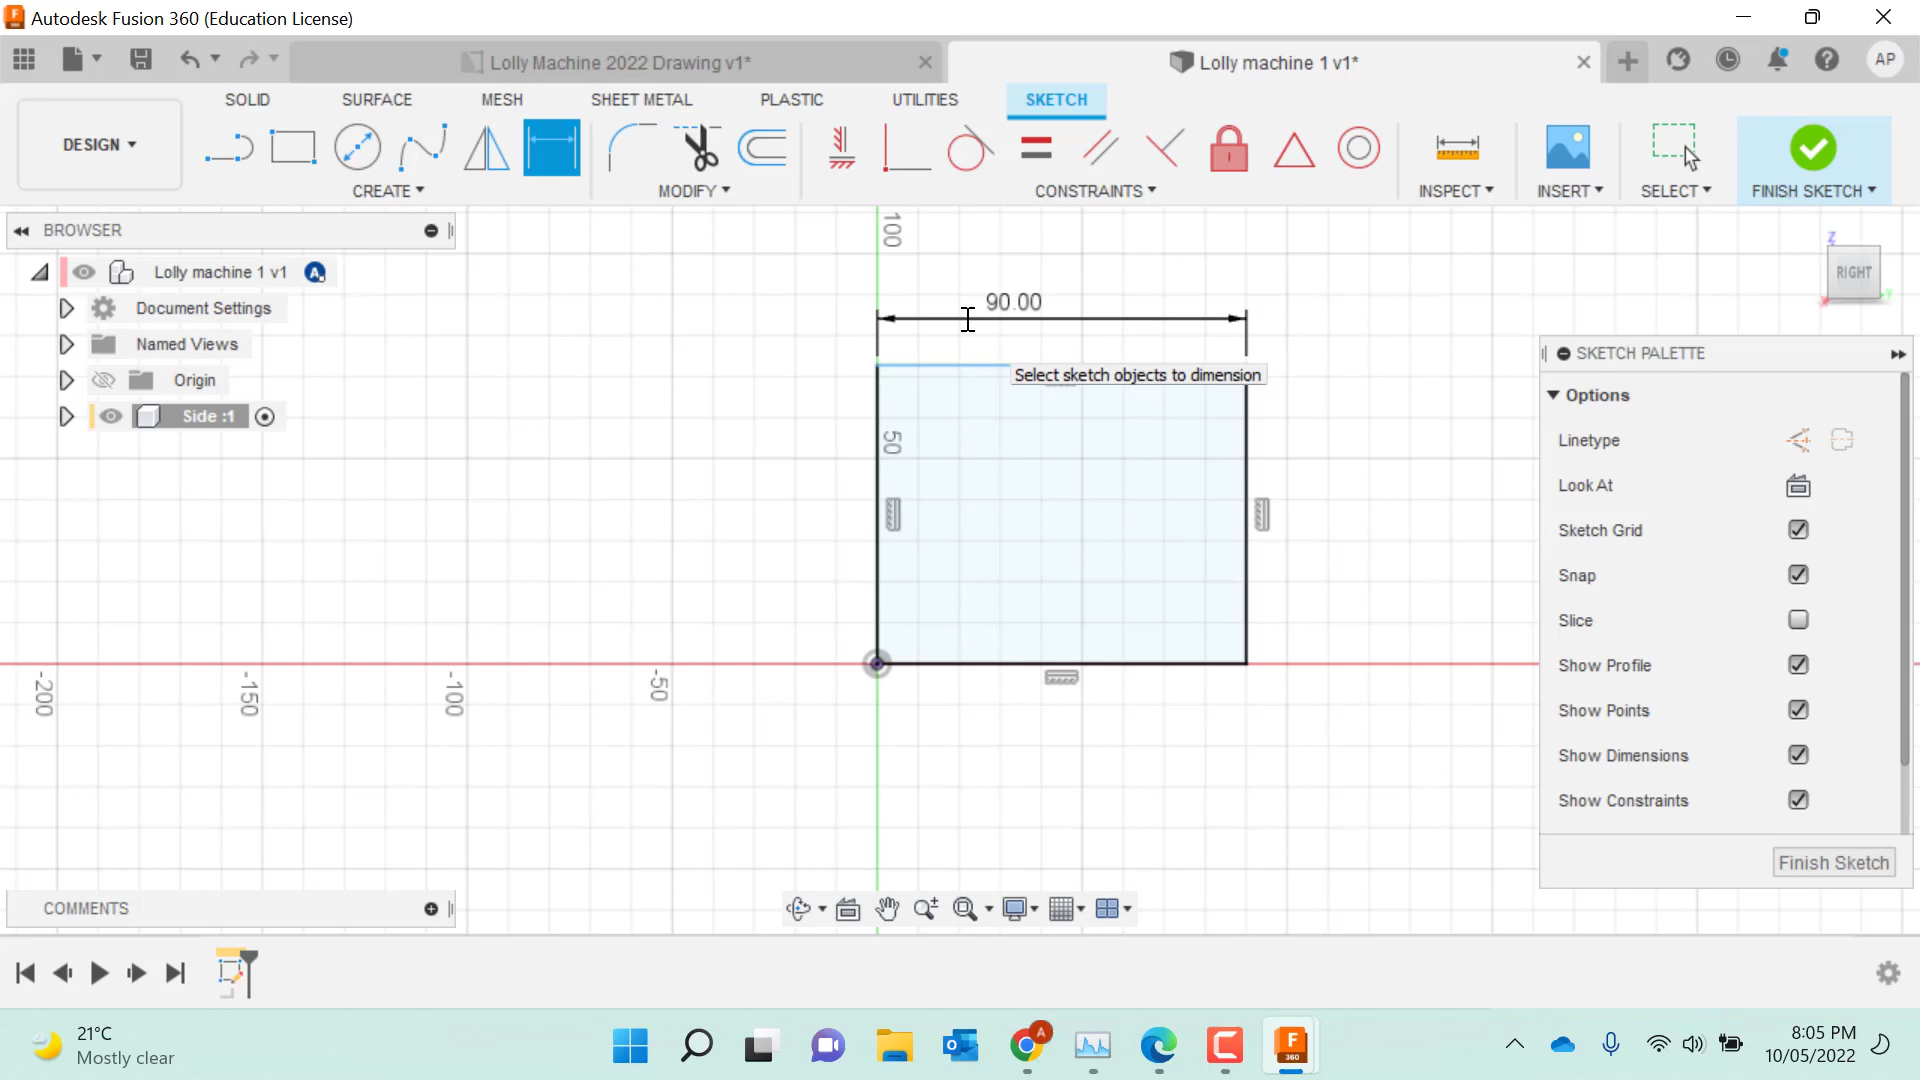 Autodesk Fusion 360 (Education License)
Lolly Machine 2022 Drawing v1*
Lolly machine 1 v1*
AP
DESIGN
SOLID
SURFACE
MESH
SHEET METAL
PLASTIC
UTILITIES
SKETCH
CREATE
MODIFY
CONSTRAINTS
INSPECT
INSERT
SELECT
FINISH SKETCH
BROWSER
Lolly machine 1 v1
A
Document Settings
Named Views
Origin
Side :1
100
90.00
Select sketch objects to dimension
50
-200
-150
-100
-50
Z
RIGHT
X
Y
SKETCH PALETTE
Options
Linetype
Look At
Sketch Grid
Snap
Slice
Show Profile
Show Points
Show Dimensions
Show Constraints
Finish Sketch
COMMENTS
21°C
Mostly clear
A
F
360
8:05 PM
10/05/2022